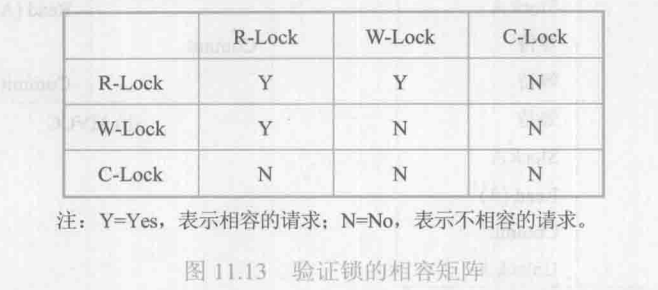 R-Lock W-Lock C-Lock
R-Lock Y Y N
W-Lock Y N N
C-Lock N N N
注：Y=Yes，表示相容的请求；N=No，表示不相容的请求。
图 11.13 验证锁的相容矩阵